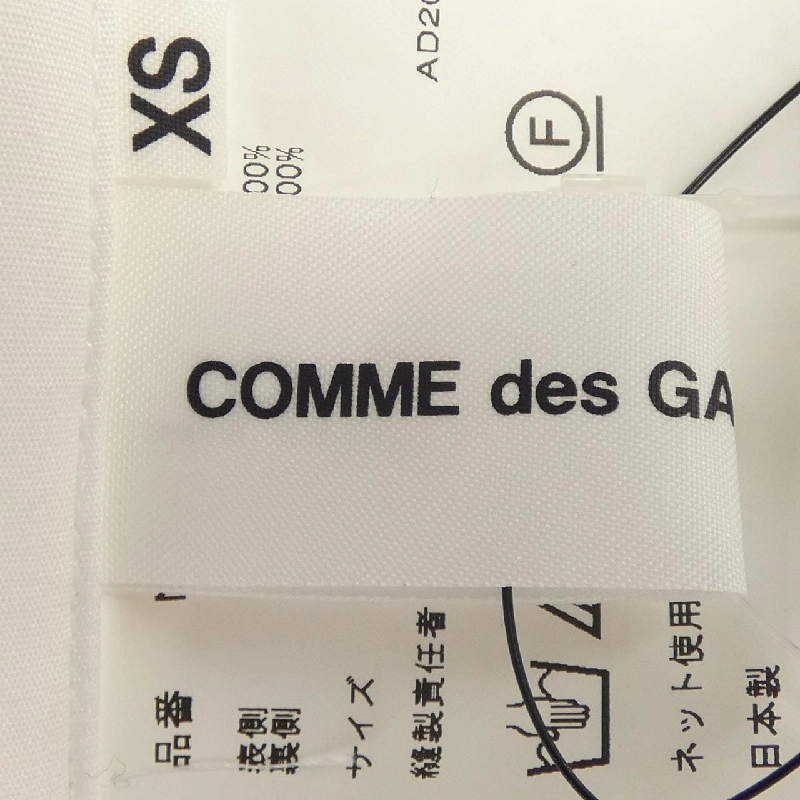 XS
COMME des GA
AD20
F
00%
00%
品番
表側
裏側
サイズ
縫製責任者
ネット使用
日本製